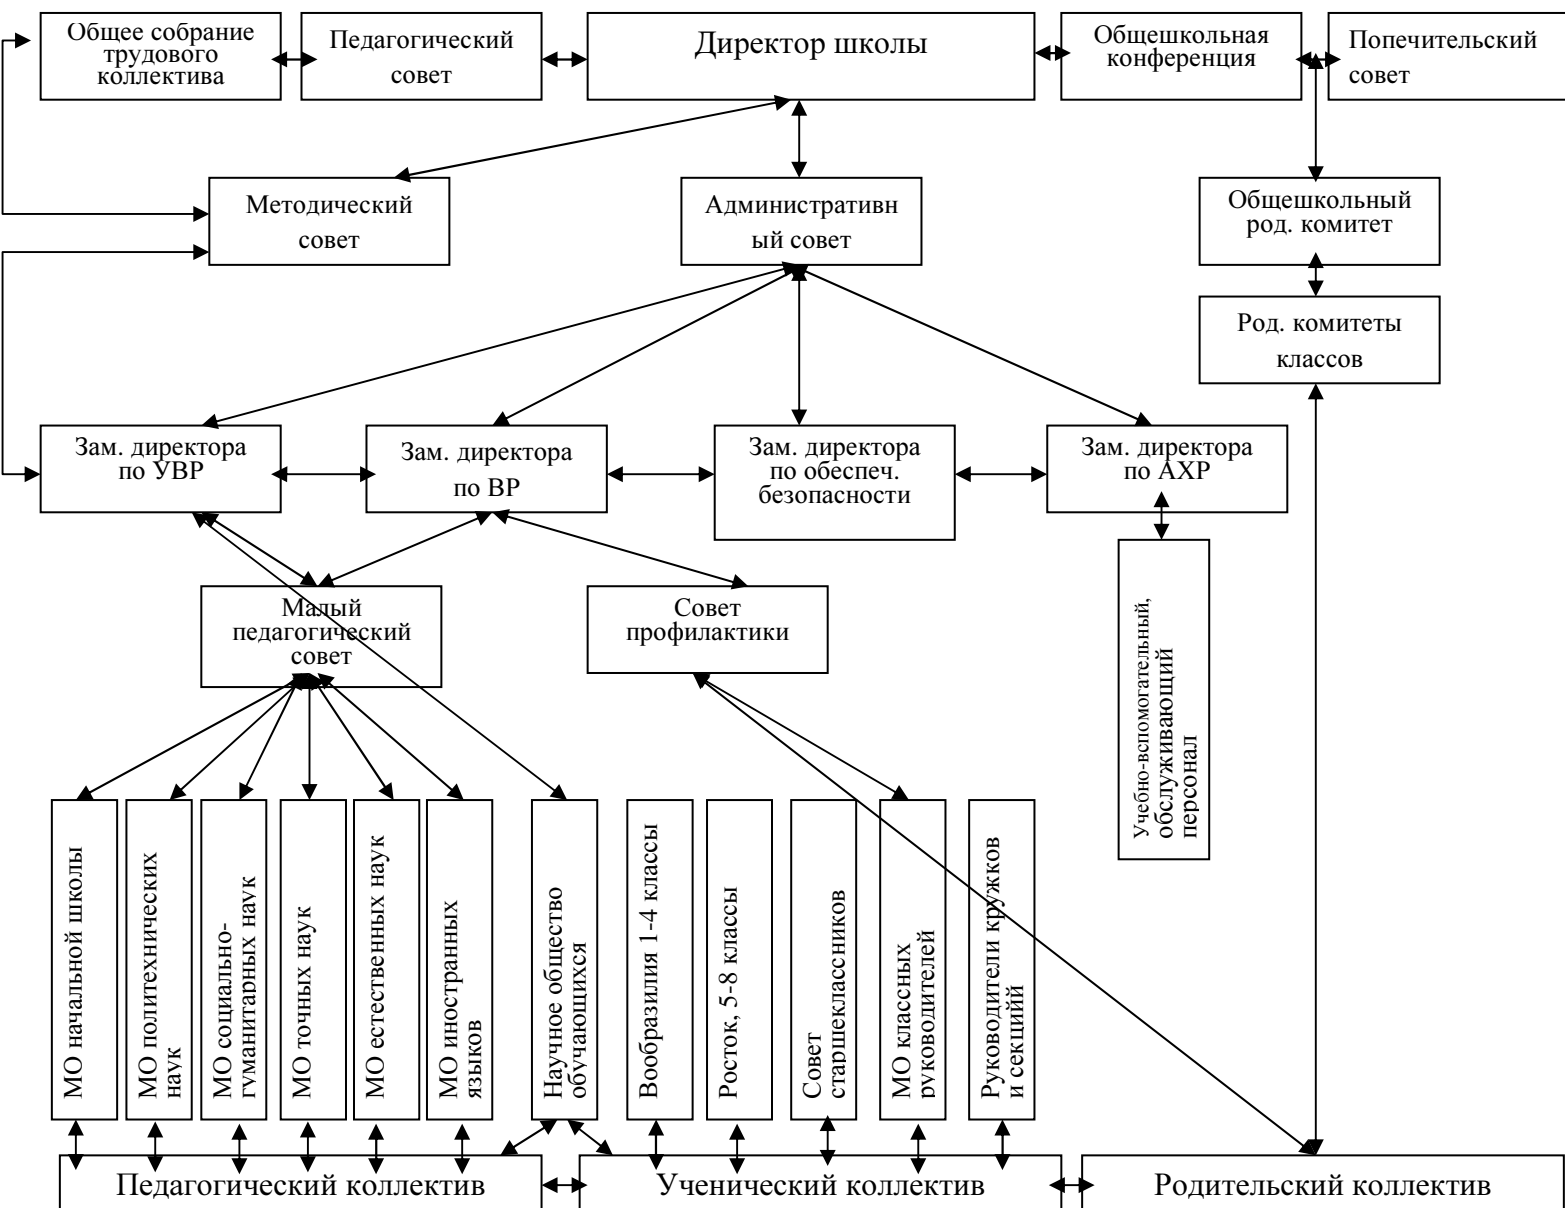 Общее собрание
трудового
коллектива
Педагогический
совет
Директор школы
Общешкольная
конференция
Попечительский
совет
Методический
совет
Административн
ый совет
Общешкольный
род. комитет
Род. комитеты
классов
Зам. директора
по УВР
Зам. директора
по ВР
Зам. директора
по обеспеч.
безопасности
Зам. директора
по АХР
Малый
педагогический
совет
Совет
профилактики
Учебно-вспомогательный,
обслуживающий
персонал
МО начальной школы
МО политехнических
наук
МО социально-
гуманитарных наук
МО точных наук
МО естественных наук
МО иностранных
языков
Научное общество
обучающихся
Вообразилия 1-4 классы
Росток, 5-8 классы
Совет
старшеклассников
МО классных
руководителей
Руководители кружков
и секций
Педагогический коллектив
Ученический коллектив
Родительский коллектив